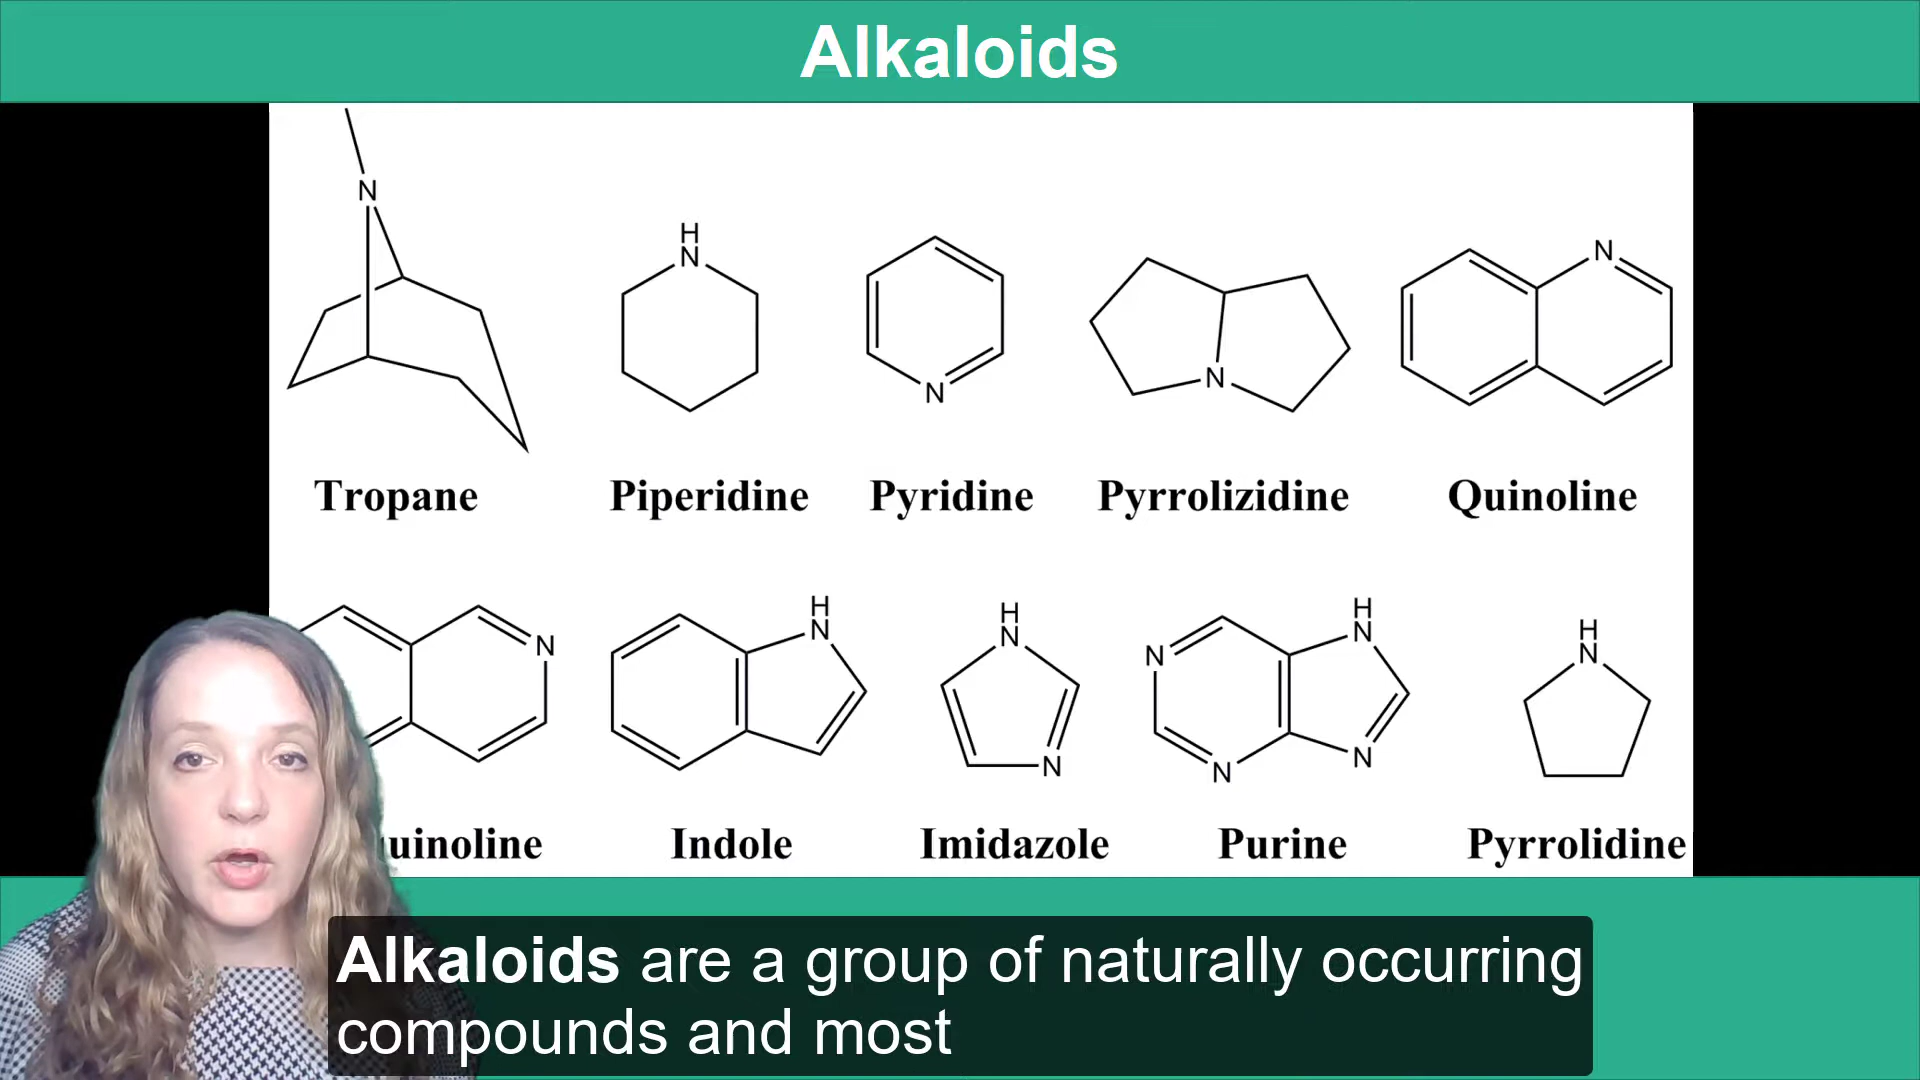 Alkaloids
N
H
N
N
N
N
Tropane Piperidine Pyridine Pyrrolizidine Quinoline
N
H
N
H
N
N
N
N
H
N
N
H
N
uinoline Indole Imidazole Purine Pyrrolidine
Alkaloids are a group of naturally occurring
compounds and most